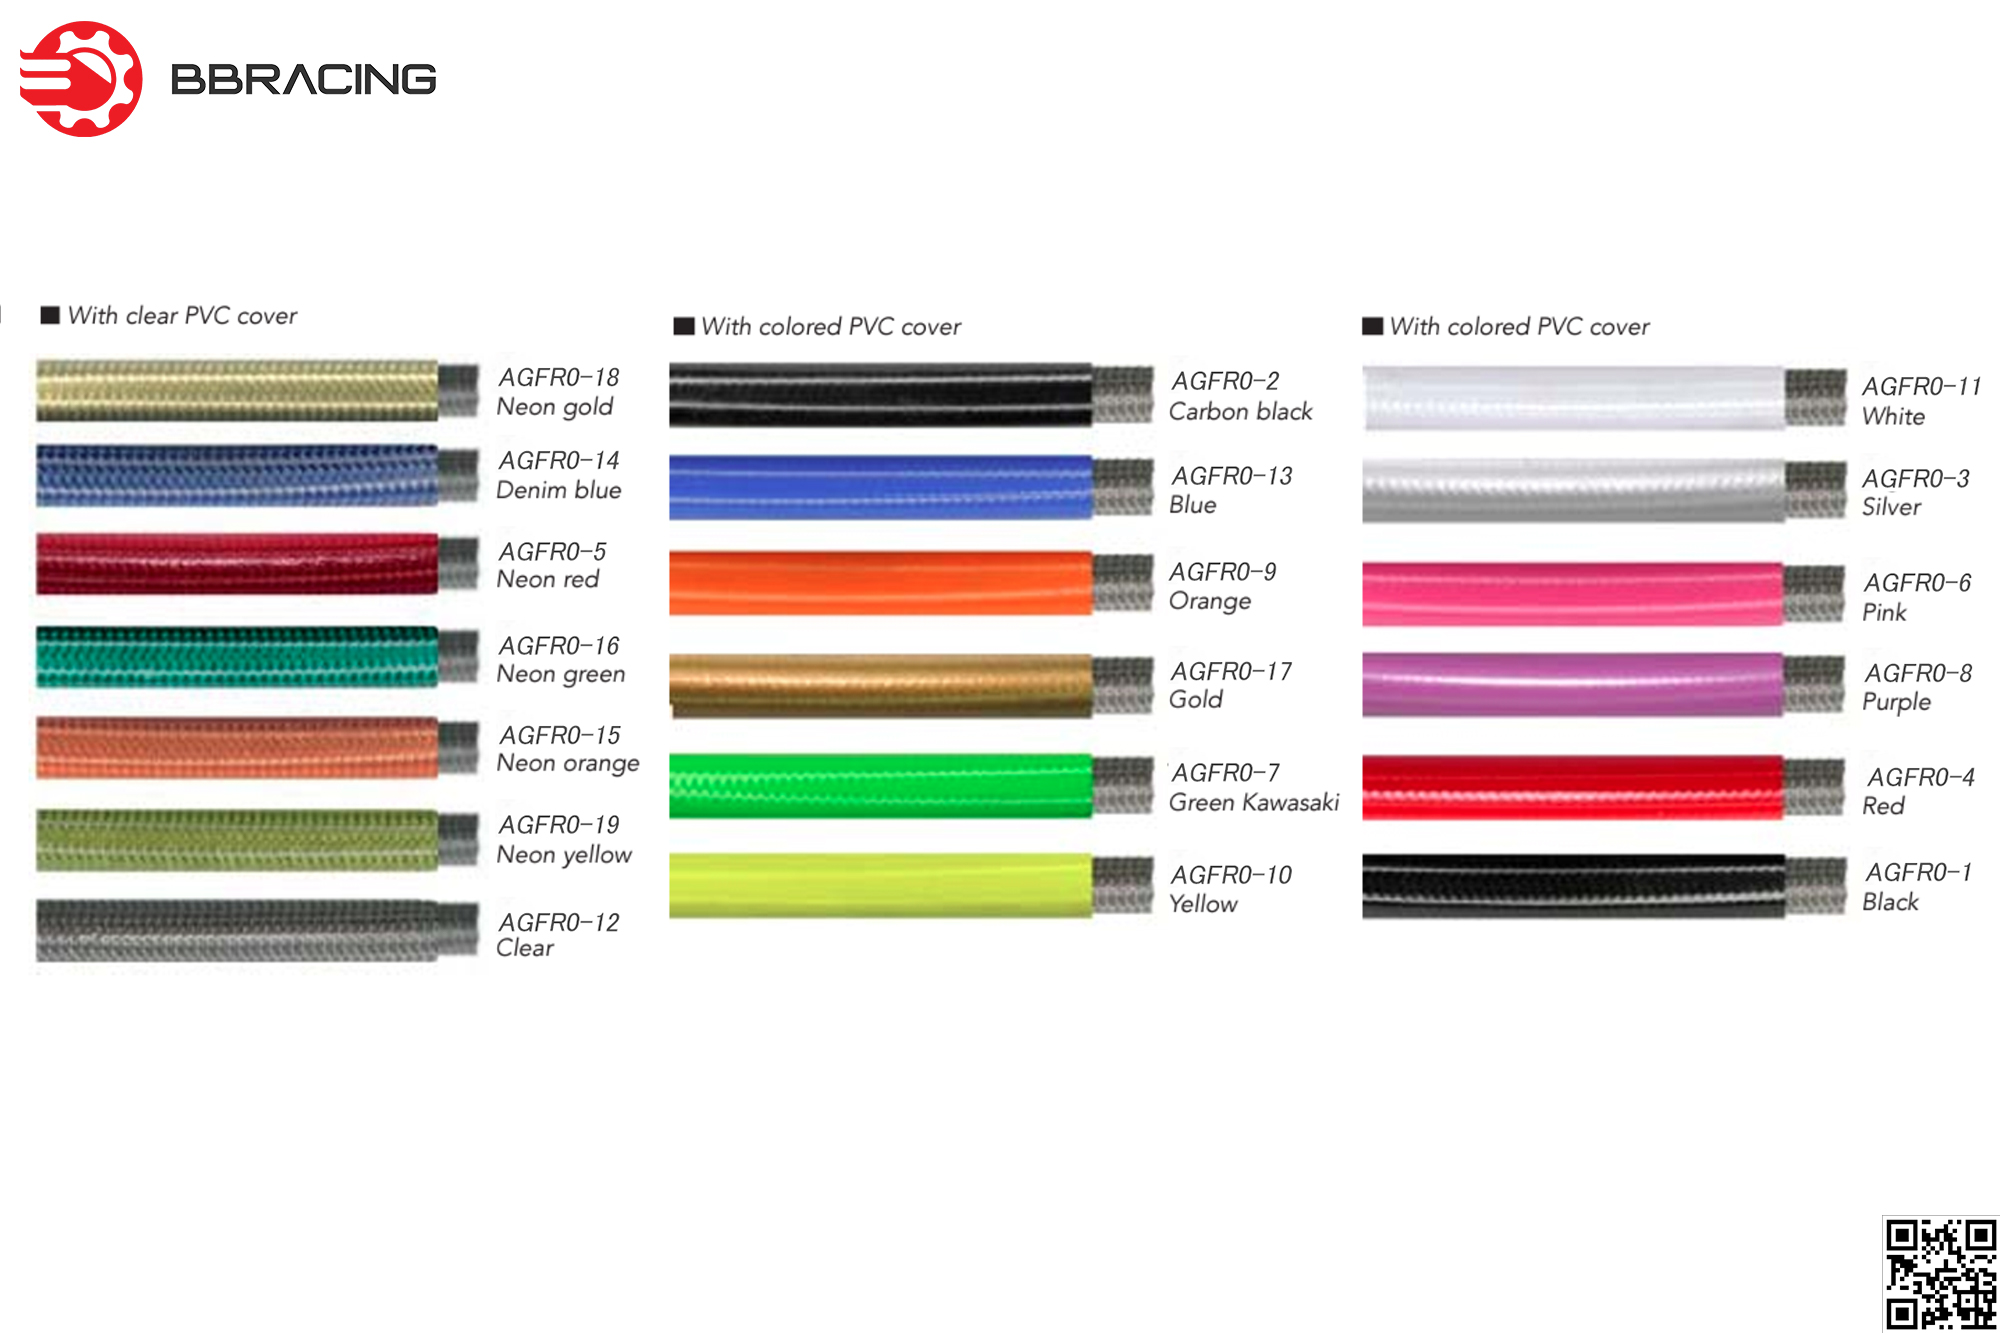 BBRACING
With clear PVC cover
AGFR0-18
Neon gold
AGFR0-14
Denim blue
AGFR0-5
Neon red
AGFR0-16
Neon green
AGFR0-15
Neon orange
AGFR0-19
Neon yellow
AGFR0-12
Clear
With colored PVC cover
AGFR0-2
Carbon black
AGFR0-13
Blue
AGFR0-9
Orange
AGFR0-17
Gold
AGFR0-7
Green Kawasaki
AGFR0-10
Yellow
With colored PVC cover
AGFR0-11
White
AGFR0-3
Silver
AGFR0-6
Pink
AGFR0-8
Purple
AGFR0-4
Red
AGFR0-1
Black